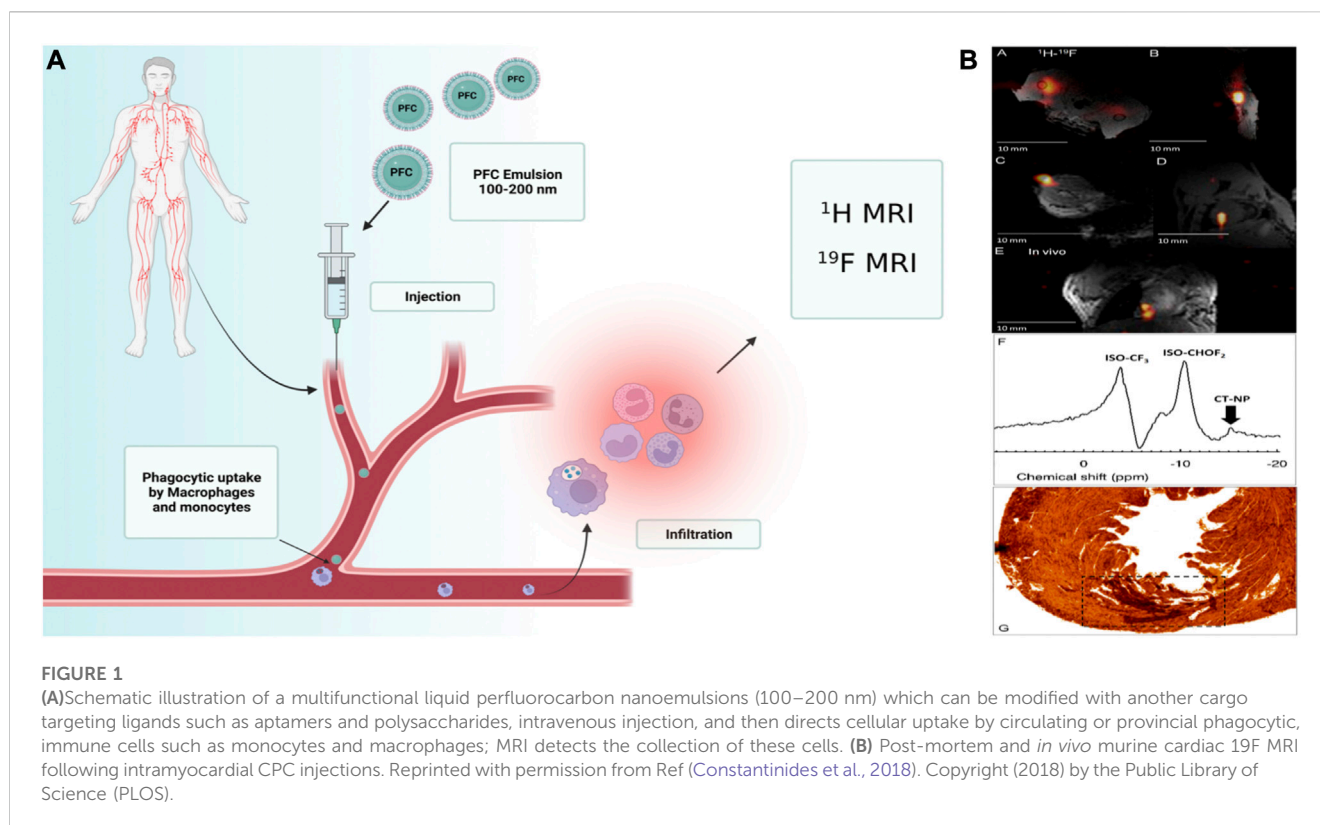 A
PFC
PFC
PFC
PFC
PFC Emulsion
100-200 nm
Injection
Phagocytic uptake
by Macrophages
and monocytes
Infiltration
¹H MRI
¹⁹F MRI
B
A
¹H-¹⁹F
B
10 mm
10 mm
C
D
10 mm
10 mm
E
In vivo
10 mm
F
ISO-CF₃
ISO-CHOF₂
CT-NP
0
-10
-20
Chemical shift (ppm)
G
FIGURE 1
(A)Schematic illustration of a multifunctional liquid perfluorocarbon nanoemulsions (100–200 nm) which can be modified with another cargo
targeting ligands such as aptamers and polysaccharides, intravenous injection, and then directs cellular uptake by circulating or provincial phagocytic,
immune cells such as monocytes and macrophages; MRI detects the collection of these cells. (B) Post-mortem and in vivo murine cardiac 19F MRI
following intramyocardial CPC injections. Reprinted with permission from Ref (Constantinides et al., 2018). Copyright (2018) by the Public Library of
Science (PLOS).